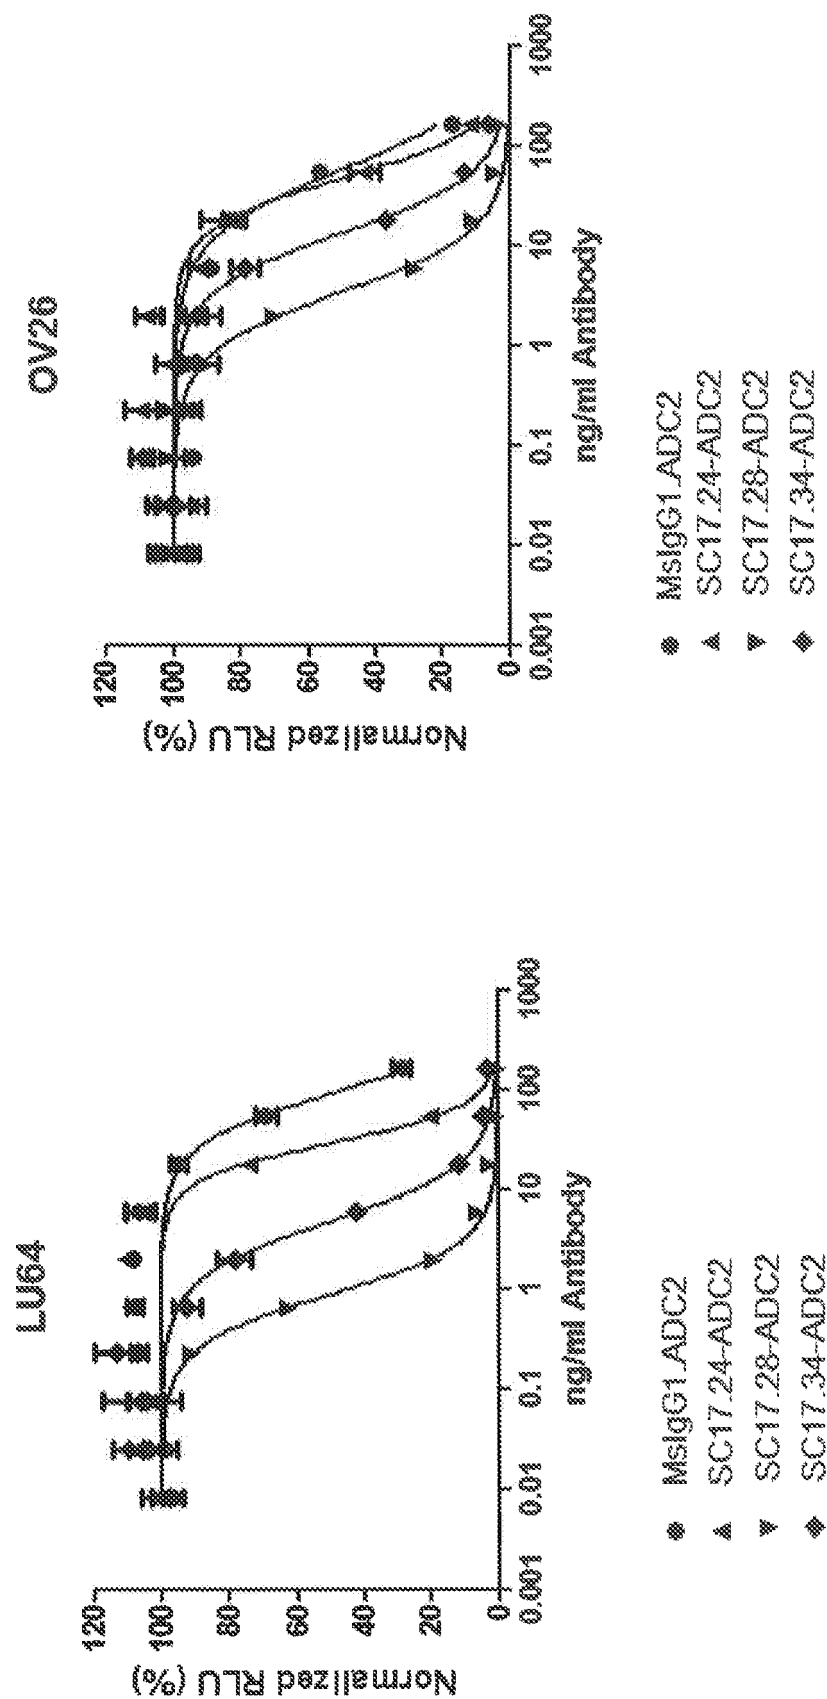 LU64
Normalized RLU (%)
120
100
80
60
40
20
0
0.001
0.01
0.1
1
10
100
1000
ng/ml Antibody
MsIgG1.ADC2
SC17.24-ADC2
SC17.28-ADC2
SC17.34-ADC2
OV26
Normalized RLU (%)
120
100
80
60
40
20
0
0.001
0.01
0.1
1
10
100
1000
ng/ml Antibody
MsIgG1.ADC2
SC17.24-ADC2
SC17.28-ADC2
SC17.34-ADC2